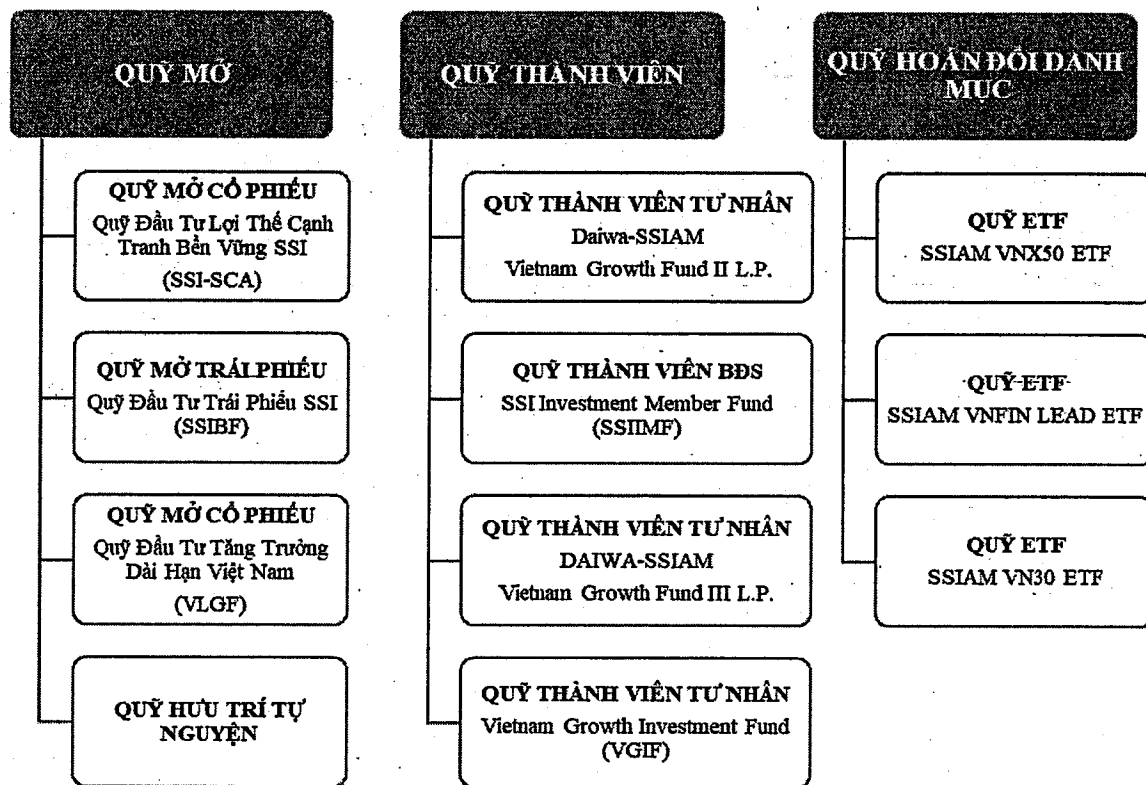 QUỸ MỞ
QUỸ MỞ CỔ PHIẾU
Quỹ Đầu Tư Lợi Thế Cạnh
Tranh Bền Vững SSI
(SSI-SCA)
QUỸ MỞ TRÁI PHIẾU
Quỹ Đầu Tư Trái Phiếu SSI
(SSIBF)
QUỸ MỞ CỔ PHIẾU
Quỹ Đầu Tư Tăng Trưởng
Dài Hạn Việt Nam
(VLGF)
QUỸ HƯU TRÍ TỰ
NGUYỆN
QUỸ THÀNH VIÊN
QUỸ THÀNH VIÊN TƯ NHÂN
Daiwa-SSIAM
Vietnam Growth Fund II L.P.
QUỸ THÀNH VIÊN BĐS
SSI Investment Member Fund
(SSIIMF)
QUỸ THÀNH VIÊN TƯ NHÂN
DAIWA-SSIAM
Vietnam Growth Fund III L.P.
QUỸ THÀNH VIÊN TƯ NHÂN
Vietnam Growth Investment Fund
(VGIF)
QUỸ HOÁN ĐỔI DANH
MỤC
QUỸ ETF
SSIAM VNX50 ETF
QUỸ ETF
SSIAM VNFIN LEAD ETF
QUỸ ETF
SSIAM VN30 ETF